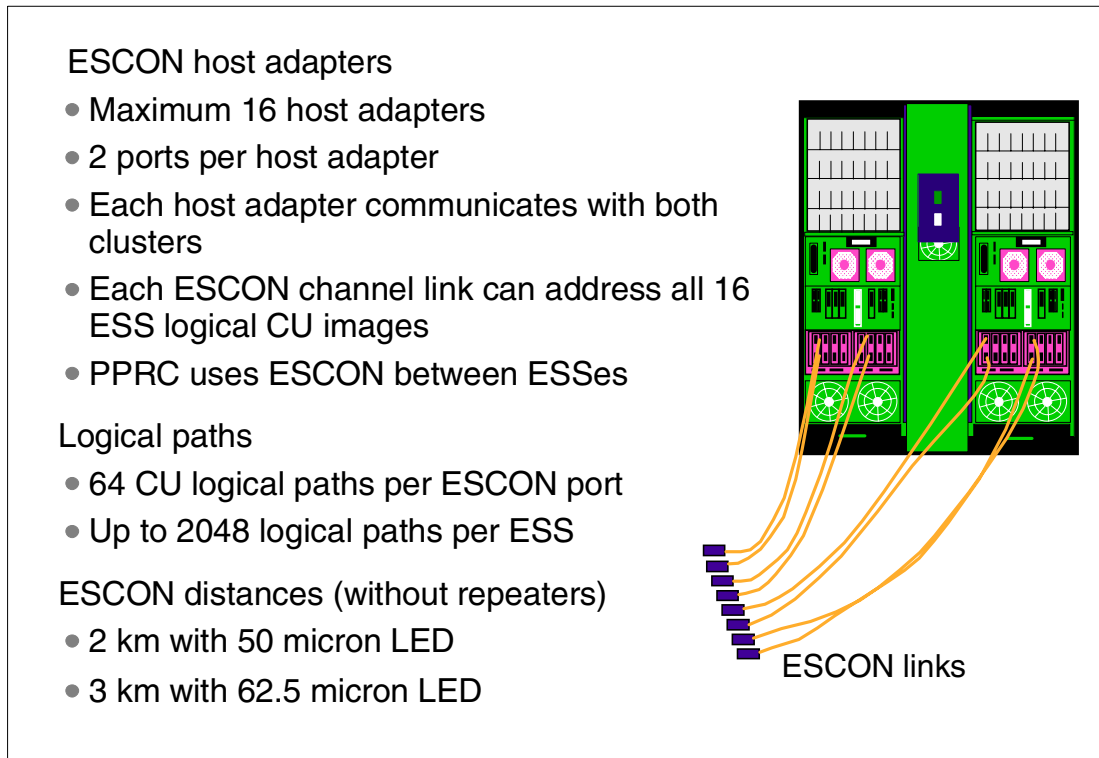 ESCON host adapters
• Maximum 16 host adapters
• 2 ports per host adapter
• Each host adapter communicates with both
clusters
• Each ESCON channel link can address all 16
ESS logical CU images
• PPRC uses ESCON between ESSes
Logical paths
• 64 CU logical paths per ESCON port
• Up to 2048 logical paths per ESS
ESCON distances (without repeaters)
• 2 km with 50 micron LED
• 3 km with 62.5 micron LED
ESCON links